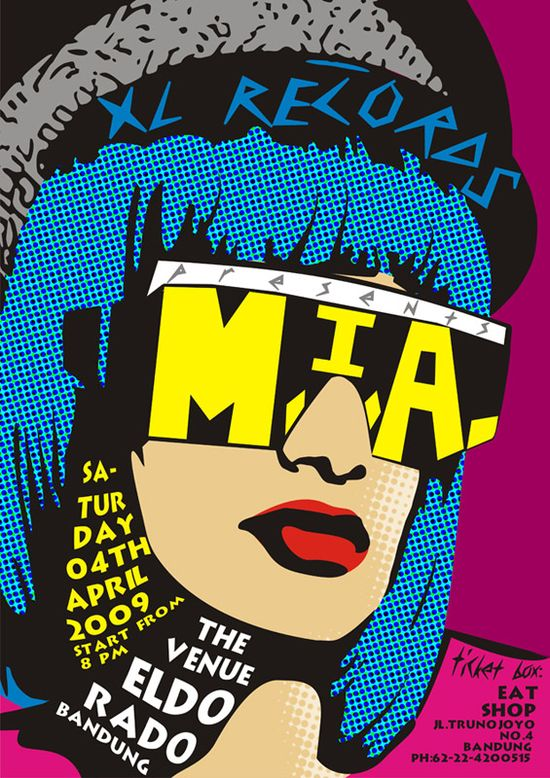 XL RECORDS
presents
M.I.A.
SA-
TUR
DAY
04TH
APRIL
2009
START FROM
8 PM
THE
VENUE
ELDO
RADO
BANDUNG
ticket box:
EAT
SHOP
JL.TRUNOJOYO
NO.4
BANDUNG
PH:62-22-4200515